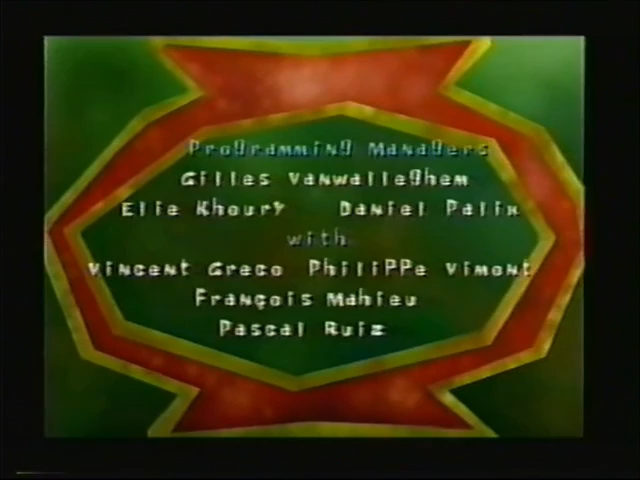 Programming Managers
Gilles Vanwalleghem
Elie Khoury Daniel Palix
with
Vincent Greco Philippe Vimont
François Mahieu
Pascal Ruiz